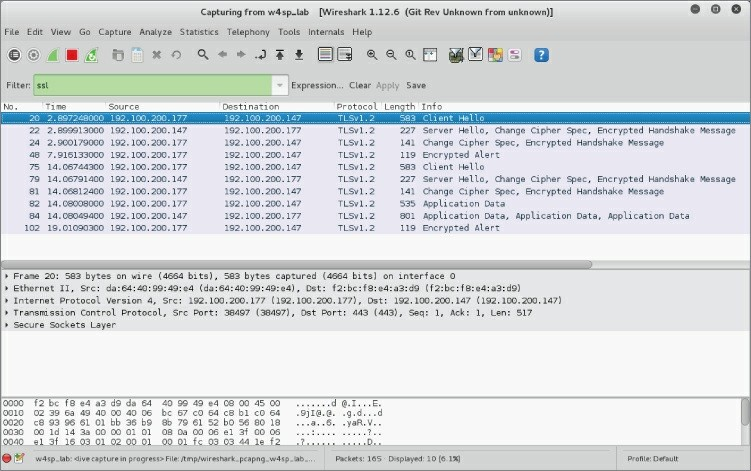 Capturing from w4sp_lab [Wireshark 1.12.6 (Git Rev Unknown from unknown)]
File Edit View Go Capture Analyze Statistics Telephony Tools Internals Help
Filter: ssl Expression... Clear Apply Save
No. Time Source Destination Protocol Length Info
20 2.897248000 192.100.200.177 192.100.200.147 TLSv1.2 583 Client Hello
22 2.899913000 192.100.200.147 192.100.200.177 TLSv1.2 227 Server Hello, Change Cipher Spec, Encrypted Handshake Message
24 2.900179000 192.100.200.177 192.100.200.147 TLSv1.2 141 Change Cipher Spec, Encrypted Handshake Message
48 7.916133000 192.100.200.147 192.100.200.177 TLSv1.2 119 Encrypted Alert
75 14.06744300 192.100.200.177 192.100.200.147 TLSv1.2 583 Client Hello
79 14.06791400 192.100.200.147 192.100.200.177 TLSv1.2 227 Server Hello, Change Cipher Spec, Encrypted Handshake Message
81 14.06812400 192.100.200.177 192.100.200.147 TLSv1.2 141 Change Cipher Spec, Encrypted Handshake Message
82 14.08008000 192.100.200.177 192.100.200.147 TLSv1.2 535 Application Data
84 14.08049400 192.100.200.147 192.100.200.177 TLSv1.2 801 Application Data, Application Data, Application Data
102 19.01090300 192.100.200.147 192.100.200.177 TLSv1.2 119 Encrypted Alert
Frame 20: 583 bytes on wire (4664 bits), 583 bytes captured (4664 bits) on interface 0
Ethernet II, Src: da:64:40:99:49:e4 (da:64:40:99:49:e4), Dst: f2:bc:f8:e4:a3:d9 (f2:bc:f8:e4:a3:d9)
Internet Protocol Version 4, Src: 192.100.200.177 (192.100.200.177), Dst: 192.100.200.147 (192.100.200.147)
Transmission Control Protocol, Src Port: 38497 (38497), Dst Port: 443 (443), Seq: 1, Ack: 1, Len: 517
Secure Sockets Layer
0000 f2 bc f8 e4 a3 d9 da 64 40 99 49 e4 08 00 45 00 .......d @.I...E.
0010 02 39 6a 49 40 00 40 06 bc 67 c0 64 c8 b1 c0 64 .9jI@.@. .g.d...d
0020 c8 93 96 61 01 bb 36 b9 8b 79 61 52 b0 56 80 18 ...a..6. .yaR.V..
0030 00 1d 14 3a 00 00 01 01 08 0a 00 06 e1 3f 00 06 ...:.... .....?..
0040 e1 3f 16 03 01 02 00 01 00 01 fc 03 03 44 1e f2 .?...... .....D..
w4sp_lab: <live capture in progress> File: /tmp/wireshark_pcapng_w4sp_lab_... Packets: 165 · Displayed: 10 (6.1%) Profile: Default